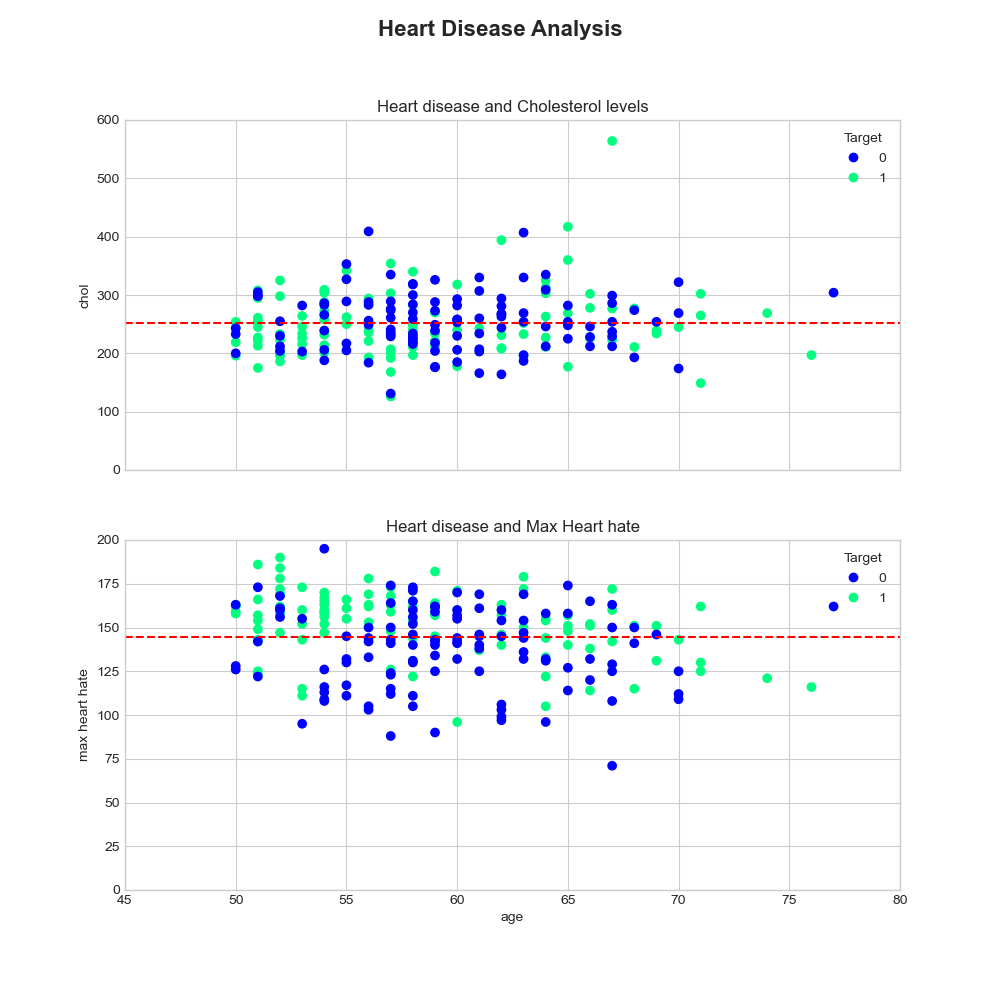 Heart Disease Analysis
Heart disease and Cholesterol levels
600
500
400
300
200
100
0
chol
Target
0
1
Heart disease and Max Heart hate
200
175
150
125
100
75
50
25
0
max heart hate
Target
0
1
45 50 55 60 65 70 75 80
age